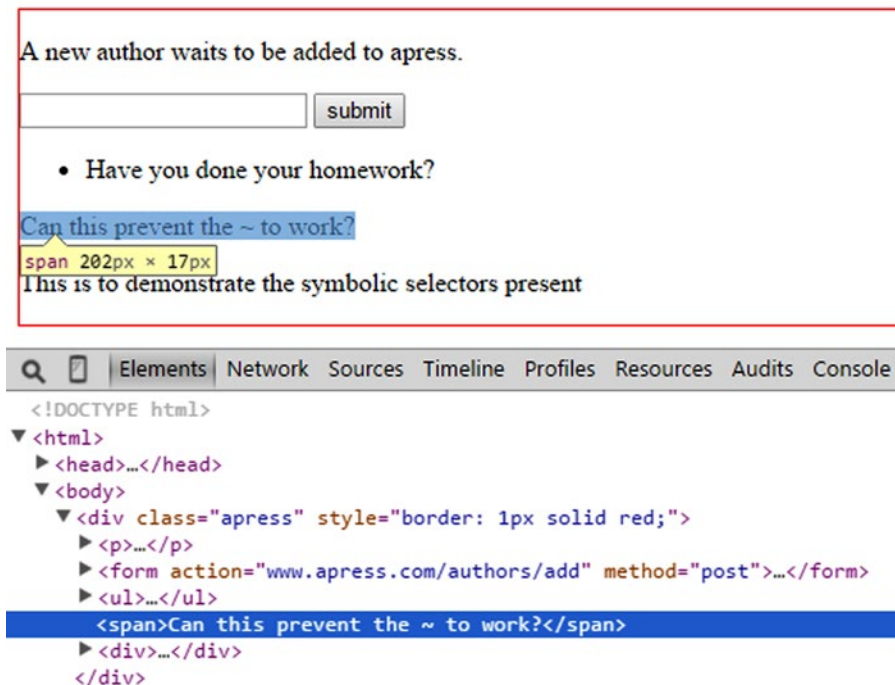 A new author waits to be added to apress.
submit
• Have you done your homework?
Can this prevent the ~ to work?
span 202px × 17px
This is to demonstrate the symbolic selectors present
Elements Network Sources Timeline Profiles Resources Audits Console
<!DOCTYPE html>
▼<html>
▶<head>…</head>
▼<body>
▼<div class="apress" style="border: 1px solid red;">
▶<p>…</p>
▶<form action="www.apress.com/authors/add" method="post">…</form>
▶<ul>…</ul>
<span>Can this prevent the ~ to work?</span>
▶<div>…</div>
</div>